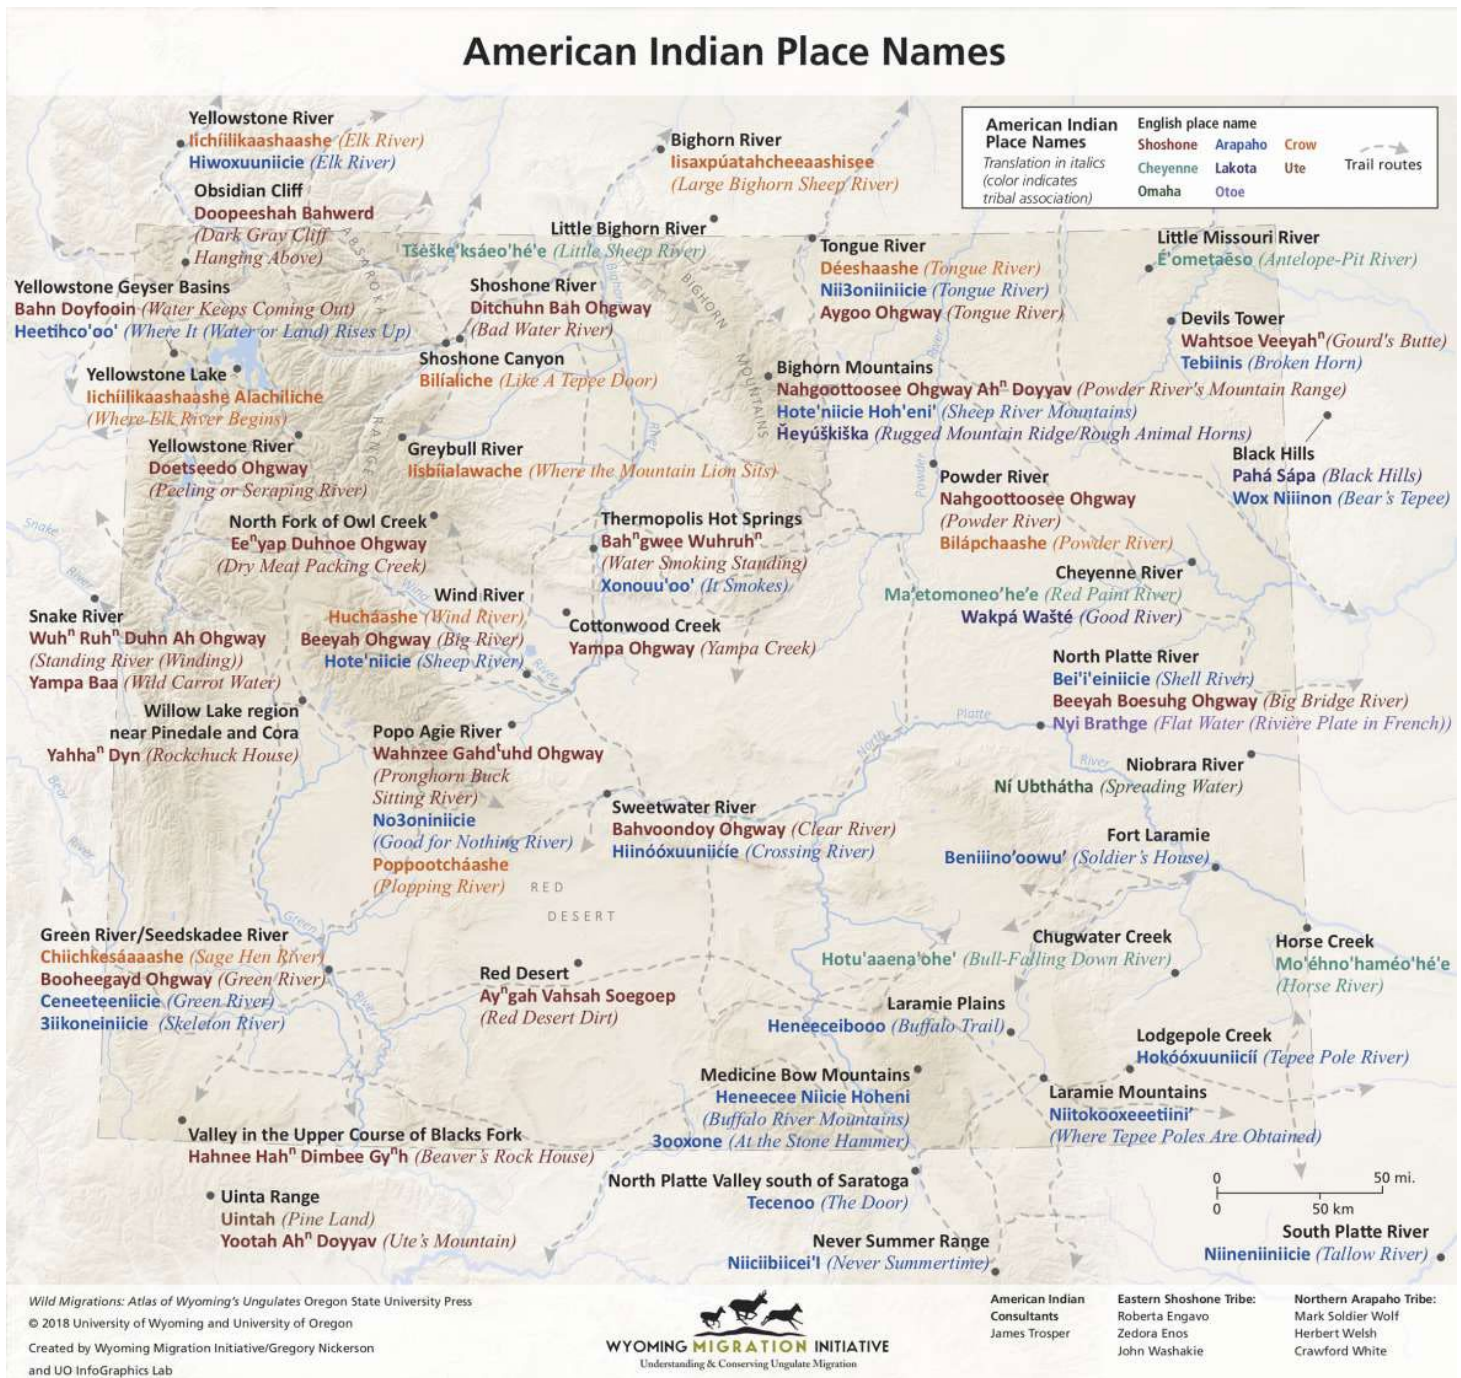 American Indian Place Names
American Indian
Place Names
Translation in italics
(color indicates
tribal association)
English place name
Shoshone Arapaho Crow
Cheyenne Lakota Ute
Omaha Otoe
Trail routes
Yellowstone River
Iichíilikaashaashe (Elk River)
Hiwoxuuniicie (Elk River)
Obsidian Cliff
Doopeeshah Bahwerd
(Dark Gray Cliff
Hanging Above)
Bighorn River
Iisaxpúatahcheeaashisee
(Large Bighorn Sheep River)
Little Bighorn River
Tšėške'ksáeo'hé'e (Little Sheep River)
Tongue River
Déeshaashe (Tongue River)
Nii3oniiniicie (Tongue River)
Aygoo Ohgway (Tongue River)
Little Missouri River
É'ometaēso (Antelope-Pit River)
Yellowstone Geyser Basins
Bahn Doyfooin (Water Keeps Coming Out)
Heetihco'oo' (Where It (Water or Land) Rises Up)
Shoshone River
Ditchuhn Bah Ohgway
(Bad Water River)
Devils Tower
Wahtsoe Veeyahⁿ (Gourd's Butte)
Tebiinis (Broken Horn)
Shoshone Canyon
Bilíaliche (Like A Tepee Door)
Yellowstone Lake
Iichíilikaashaashe Alachiliche
(Where Elk River Begins)
Bighorn Mountains
Nahgoottoosee Ohgway Ahⁿ Doyyav (Powder River's Mountain Range)
Hote'niicie Hoh'eni' (Sheep River Mountains)
Ȟeyúškiška (Rugged Mountain Ridge/Rough Animal Horns)
ABSAROKA
RANGE
BIGHORN
MOUNTAINS
Bighorn
River
Yellowstone River
Doetseedo Ohgway
(Peeling or Scraping River)
Greybull River
Iisbíialawache (Where the Mountain Lion Sits)
Black Hills
Pahá Sápa (Black Hills)
Wox Niiinon (Bear's Tepee)
Powder
River
Powder River
Nahgoottoosee Ohgway
(Powder River)
Bilápchaashe (Powder River)
North Fork of Owl Creek
Eeⁿyap Duhnoe Ohgway
(Dry Meat Packing Creek)
Thermopolis Hot Springs
Bahⁿgwee Wuhruhⁿ
(Water Smoking Standing)
Xonouu'oo' (It Smokes)
Snake
River
Cheyenne River
Ma'etomoneo'he'e (Red Paint River)
Wakpá Wašté (Good River)
Wind
River
Wind River
Hucháashe (Wind River)
Beeyah Ohgway (Big River)
Hote'niicie (Sheep River)
Cottonwood Creek
Yampa Ohgway (Yampa Creek)
Snake River
Wuhⁿ Ruhⁿ Duhn Ah Ohgway
(Standing River (Winding))
Yampa Baa (Wild Carrot Water)
North Platte River
Bei'i'einiicie (Shell River)
Beeyah Boesuhg Ohgway (Big Bridge River)
Nyi Brathge (Flat Water (Rivière Plate in French))
Willow Lake region
near Pinedale and Cora
Yahhaⁿ Dyn (Rockchuck House)
Popo Agie River
Wahnzee Gahdᵗuhd Ohgway
(Pronghorn Buck
Sitting River)
No3oniniicie
(Good for Nothing River)
Poppootcháashe
(Plopping River)
North
Platte
River
Niobrara River
Ní Ubthátha (Spreading Water)
Bear
River
Sweetwater River
Bahvoondoy Ohgway (Clear River)
Hiinóóxuuniicíe (Crossing River)
Fort Laramie
Beniiino'oowu' (Soldier's House)
RED
DESERT
Green
River
Green River/Seedskadee River
Chiichkesáaaashe (Sage Hen River)
Booheegayd Ohgway (Green River)
Ceneeteeniicie (Green River)
3iikoneiniicie (Skeleton River)
Red Desert
Ayⁿgah Vahsah Soegoep
(Red Desert Dirt)
Chugwater Creek
Hotu'aaena'ohe' (Bull-Falling Down River)
Horse Creek
Mo'éhno'haméo'hé'e
(Horse River)
Laramie Plains
Heneeceibooo (Buffalo Trail)
Lodgepole Creek
Hokóóxuuniicíí (Tepee Pole River)
Medicine Bow Mountains
Heneecee Niicie Hoheni
(Buffalo River Mountains)
3ooxone (At the Stone Hammer)
Laramie Mountains
Niitokooxeeetiini'
(Where Tepee Poles Are Obtained)
Valley in the Upper Course of Blacks Fork
Hahnee Hahⁿ Dimbee Gyⁿh (Beaver's Rock House)
North Platte Valley south of Saratoga
Tecenoo (The Door)
Uinta Range
Uintah (Pine Land)
Yootah Ahⁿ Doyyav (Ute's Mountain)
0 50 mi.
0 50 km
Never Summer Range
Niiciibiicei'I (Never Summertime)
South Platte River
Niineniiniicie (Tallow River)
Wild Migrations: Atlas of Wyoming's Ungulates Oregon State University Press
© 2018 University of Wyoming and University of Oregon
Created by Wyoming Migration Initiative/Gregory Nickerson
and UO InfoGraphics Lab
WYOMING MIGRATION INITIATIVE
Understanding & Conserving Ungulate Migration
American Indian
Consultants
James Trosper
Eastern Shoshone Tribe:
Roberta Engavo
Zedora Enos
John Washakie
Northern Arapaho Tribe:
Mark Soldier Wolf
Herbert Welsh
Crawford White